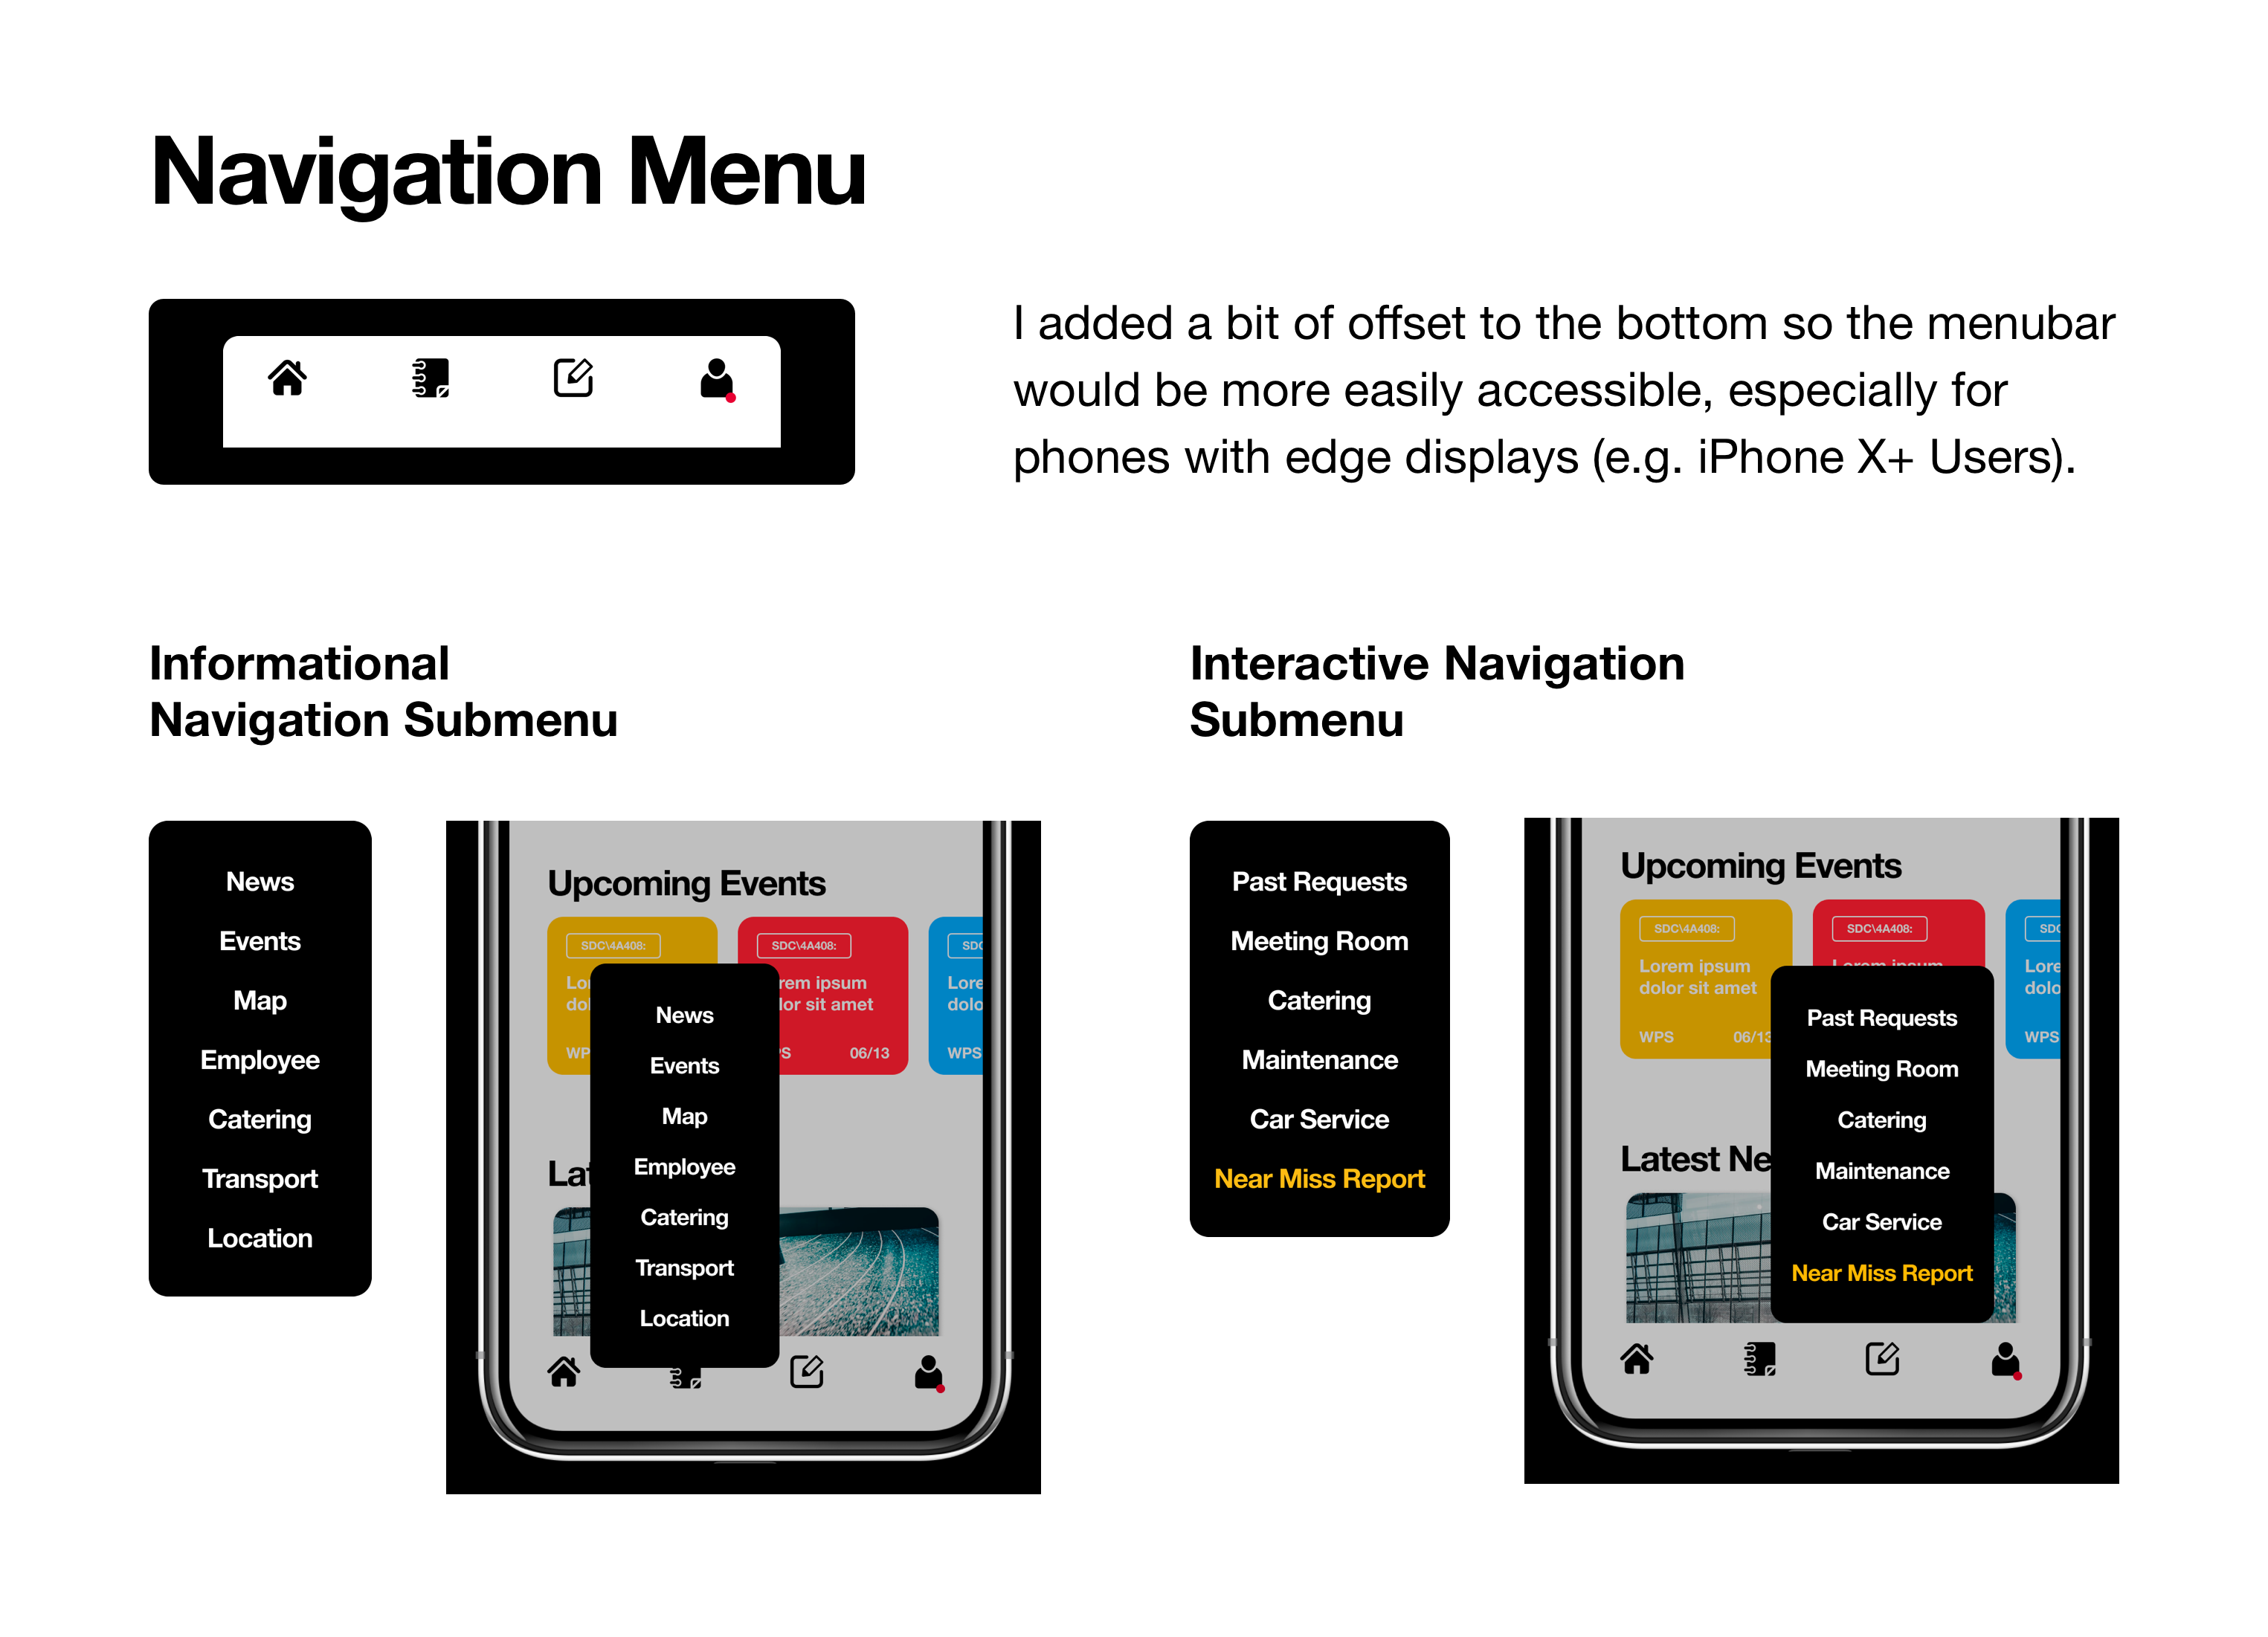 Navigation Menu
I added a bit of offset to the bottom so the menubar
would be more easily accessible, especially for
phones with edge displays (e.g. iPhone X+ Users).
Informational
Navigation Submenu
News
Events
Map
Employee
Catering
Transport
Location
Upcoming Events
SDC\4A408:
SDC\4A408:
SDC
Lo
rem ipsum
Lore
dol
lor sit amet
dolo
WP
S
06/13
WPS
Lat
News
Events
Map
Employee
Catering
Transport
Location
Interactive Navigation
Submenu
Past Requests
Meeting Room
Catering
Maintenance
Car Service
Near Miss Report
Upcoming Events
SDC\4A408:
SDC\4A408:
SDC
Lorem ipsum
Lorem ipsum
Lore
dolor sit amet
dolo
WPS
06/13
WPS
Latest Ne
Past Requests
Meeting Room
Catering
Maintenance
Car Service
Near Miss Report